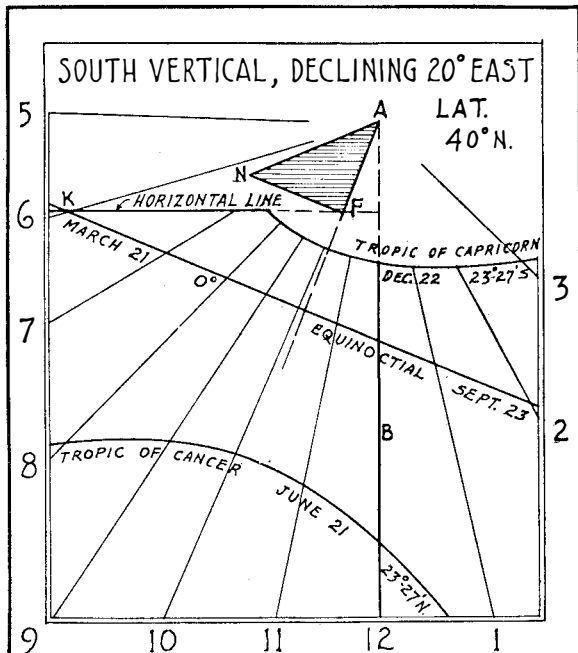 SOUTH VERTICAL, DECLINING 20° EAST
A
LAT.
40° N.
5
N
K
HORIZONTAL LINE
F
6
MARCH 21
0°
TROPIC OF CAPRICORN
DEC. 22
23°-27'S
3
7
EQUINOCTIAL
SEPT. 23
2
B
8
TROPIC OF CANCER
JUNE 21
23°-27'N.
9
10
11
12
1